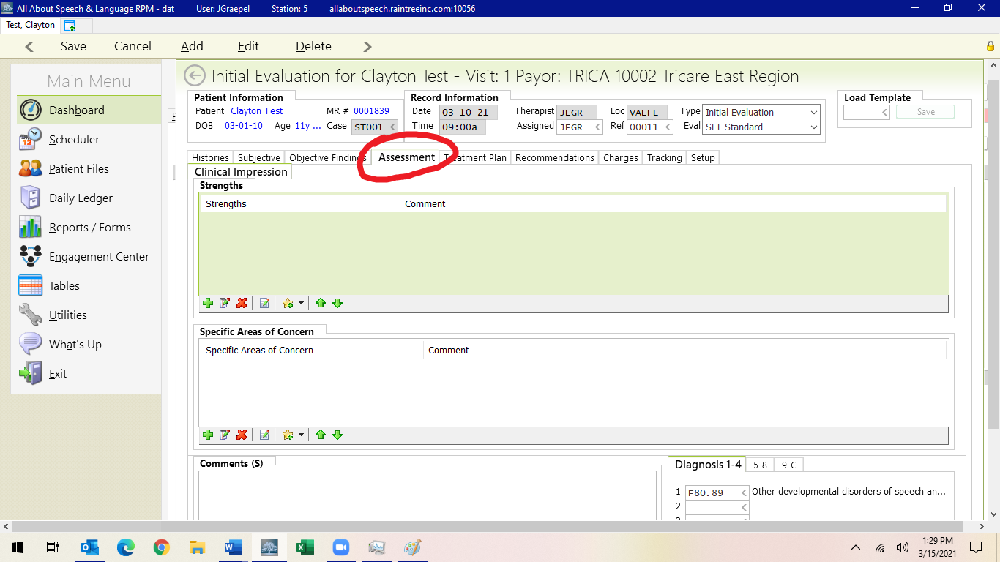 All About Speech & Language RPM - dat User: JGraepel Station: 5 allaboutspeech.raintreeinc.com:10056
Test, Clayton
Save Cancel Add Edit Delete
Main Menu
Dashboard
Scheduler
Patient Files
Daily Ledger
Reports / Forms
Engagement Center
Tables
Utilities
What's Up
Exit
Initial Evaluation for Clayton Test - Visit: 1 Payor: TRICA 10002 Tricare East Region
Patient Information Record Information Load Template
Patient Clayton Test MR # 0001839 Date 03-10-21 Therapist JEGR Loc VALFL Type Initial Evaluation Save
DOB 03-01-10 Age 11y ... Case ST001 Time 09:00a Assigned JEGR Ref 00011 Eval SLT Standard
Histories Subjective Objective Findings Assessment Treatment Plan Recommendations Charges Tracking Setup
Clinical Impression
Strengths
Strengths Comment
Specific Areas of Concern
Specific Areas of Concern Comment
Comments (S) Diagnosis 1-4 5-8 9-C
1 F80.89 Other developmental disorders of speech an...
2
1:29 PM
3/15/2021